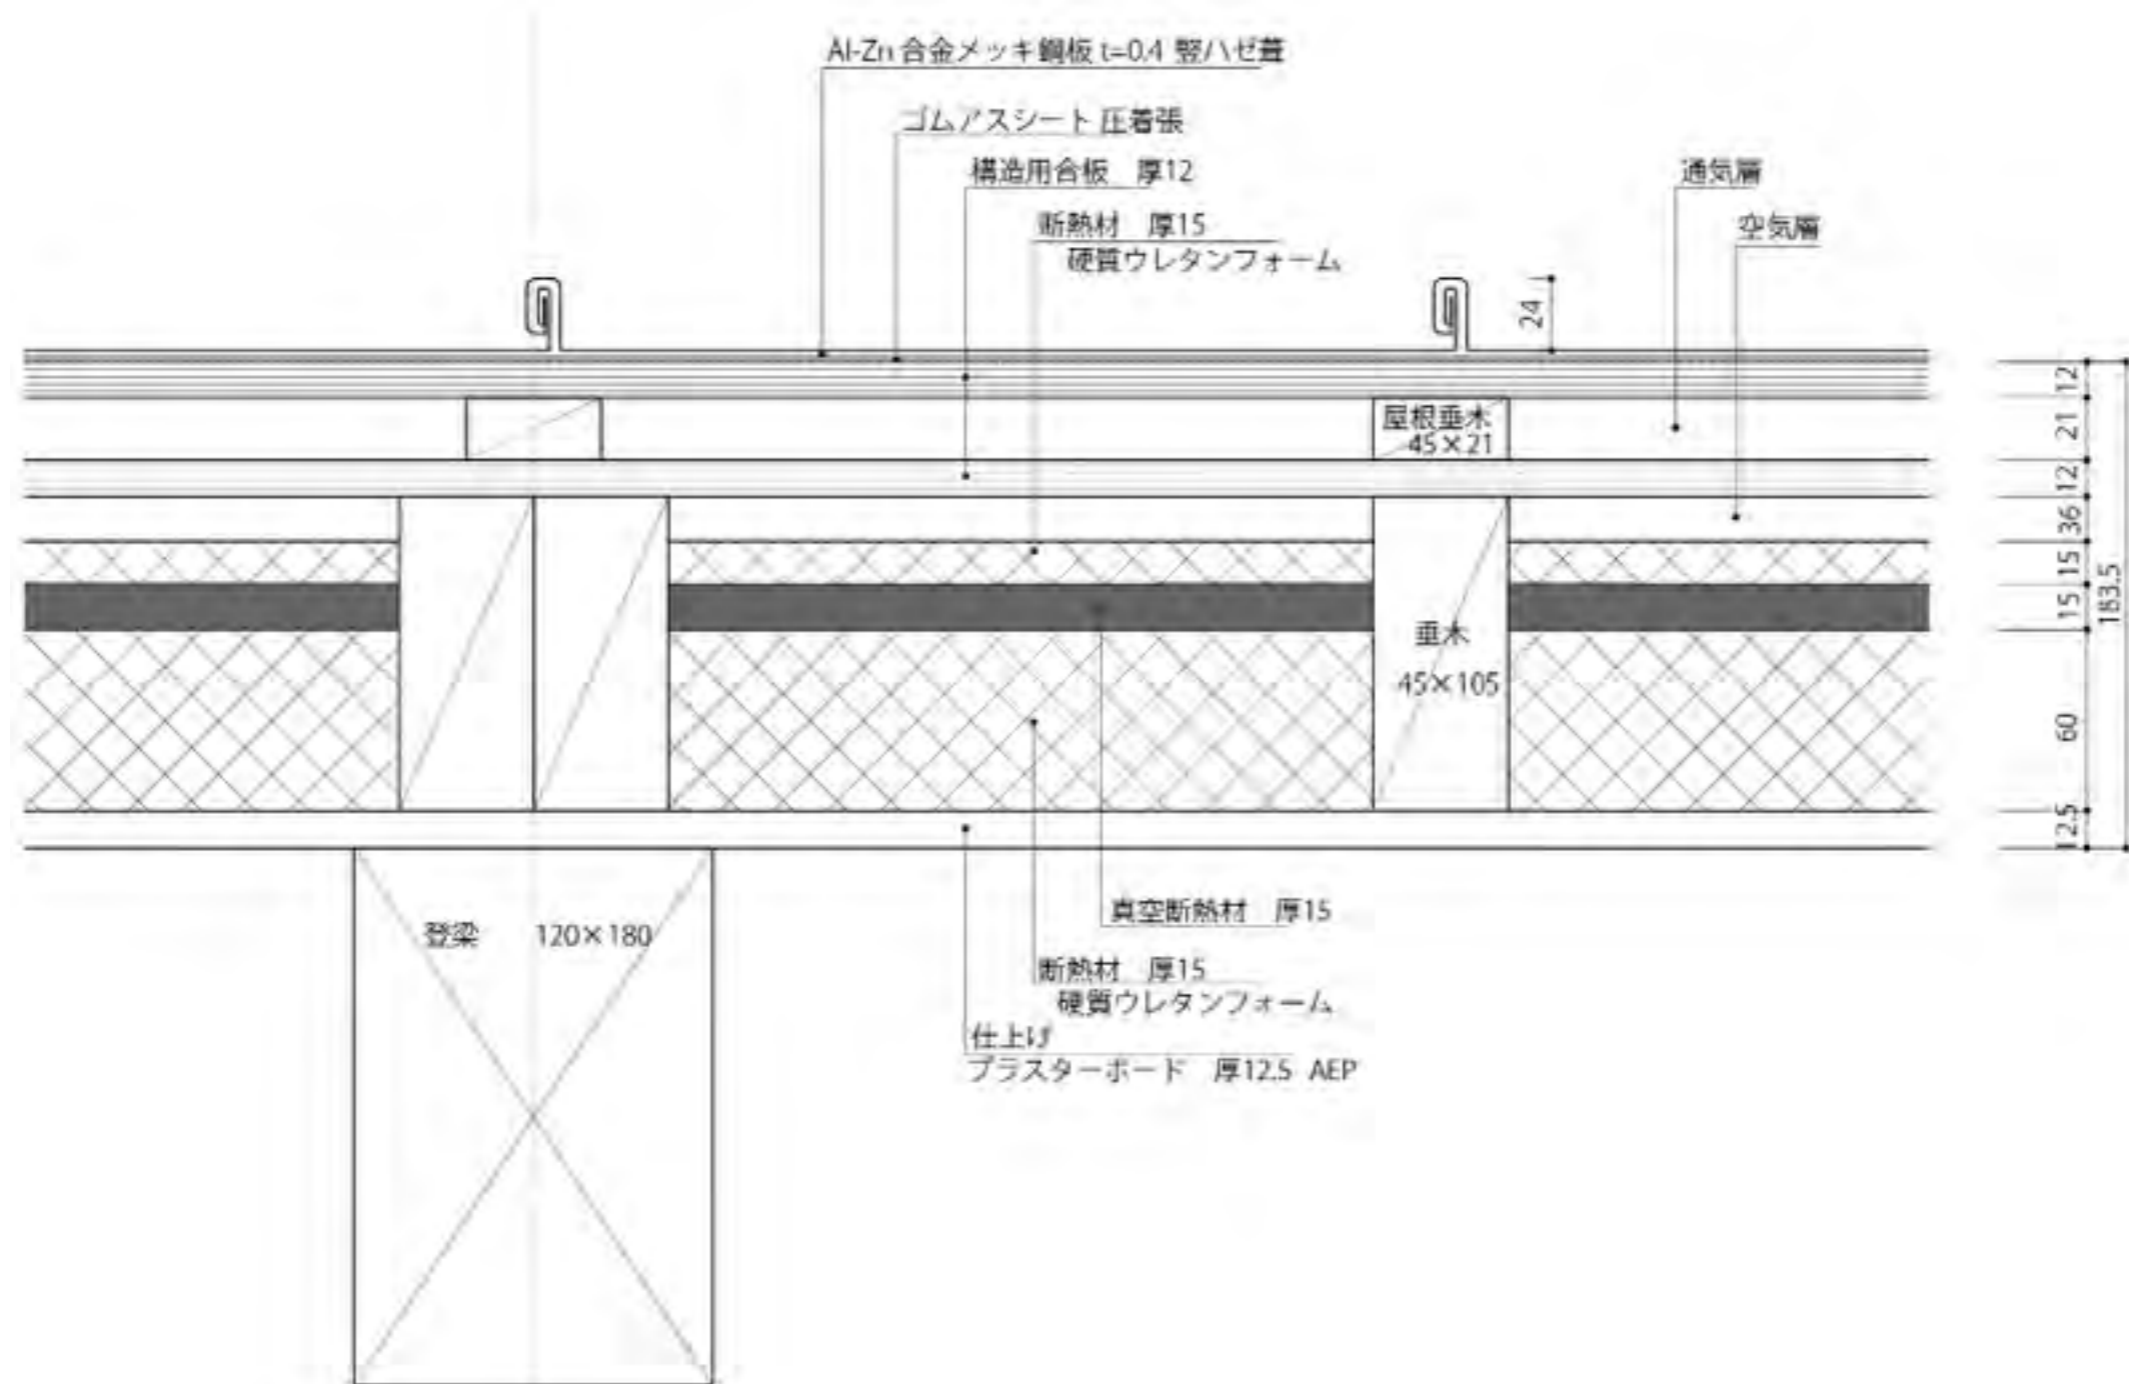 Al-Zn 合金メッキ鋼板 t=0.4 竪ハゼ葺
ゴムアスシート 圧着張
構造用合板　厚12
断熱材　厚15
硬質ウレタンフォーム
通気層
空気層
24
屋根垂木
45×21
垂木
45×105
12
21
12
36
15
15
60
12.5
183.5
登梁　120×180
真空断熱材　厚15
断熱材　厚15
硬質ウレタンフォーム
仕上げ
プラスターボード　厚12.5 AEP